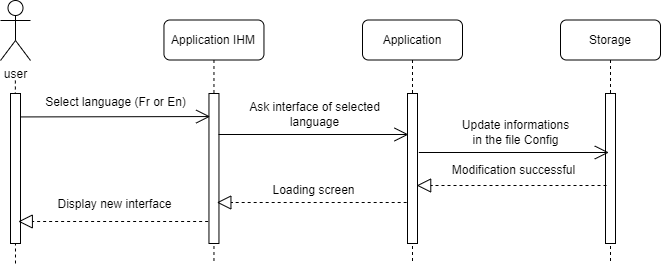 user
Application IHM
Application
Storage
Select language (Fr or En)
Ask interface of selected
language
Update informations
in the file Config
Modification successful
Loading screen
Display new interface